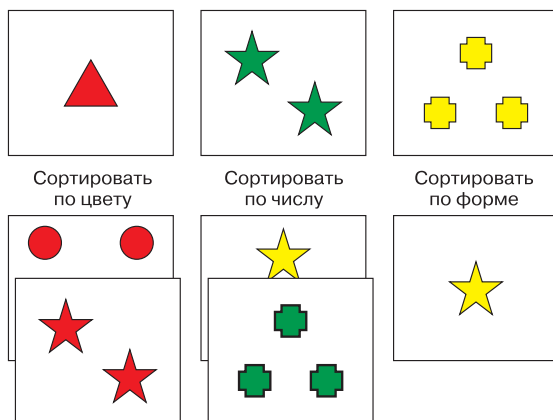 Сортировать
по цвету
Сортировать
по числу
Сортировать
по форме